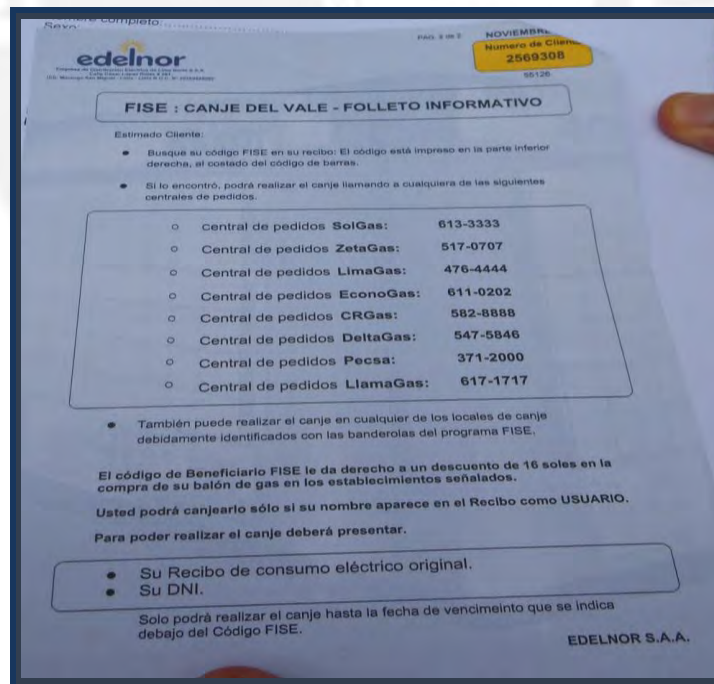 completo:
Sexo:
edelnor
PAG. 2 de 2
NOVIEMBRE
Numero de Cliente
2569308
55126
FISE : CANJE DEL VALE - FOLLETO INFORMATIVO
Estimado Cliente:
• Busque su código FISE en su recibo: El código está impreso en la parte inferior
derecha, al costado del código de barras.
• Si lo encontró, podrá realizar el canje llamando a cualquiera de las siguientes
centrales de pedidos.
○ Central de pedidos SolGas: 613-3333
○ Central de pedidos ZetaGas: 517-0707
○ Central de pedidos LimaGas: 476-4444
○ Central de pedidos EconoGas: 611-0202
○ Central de pedidos CRGas: 582-8888
○ Central de pedidos DeltaGas: 547-5846
○ Central de pedidos Pecsa: 371-2000
○ Central de pedidos LlamaGas: 617-1717
• También puede realizar el canje en cualquier de los locales de canje
debidamente identificados con las banderolas del programa FISE.
El código de Beneficiario FISE le da derecho a un descuento de 16 soles en la
compra de su balón de gas en los establecimientos señalados.
Usted podrá canjearlo sólo si su nombre aparece en el Recibo como USUARIO.
Para poder realizar el canje deberá presentar.
• Su Recibo de consumo eléctrico original.
• Su DNI.
Solo podrá realizar el canje hasta la fecha de vencimeinto que se indica
debajo del Código FISE.
EDELNOR S.A.A.